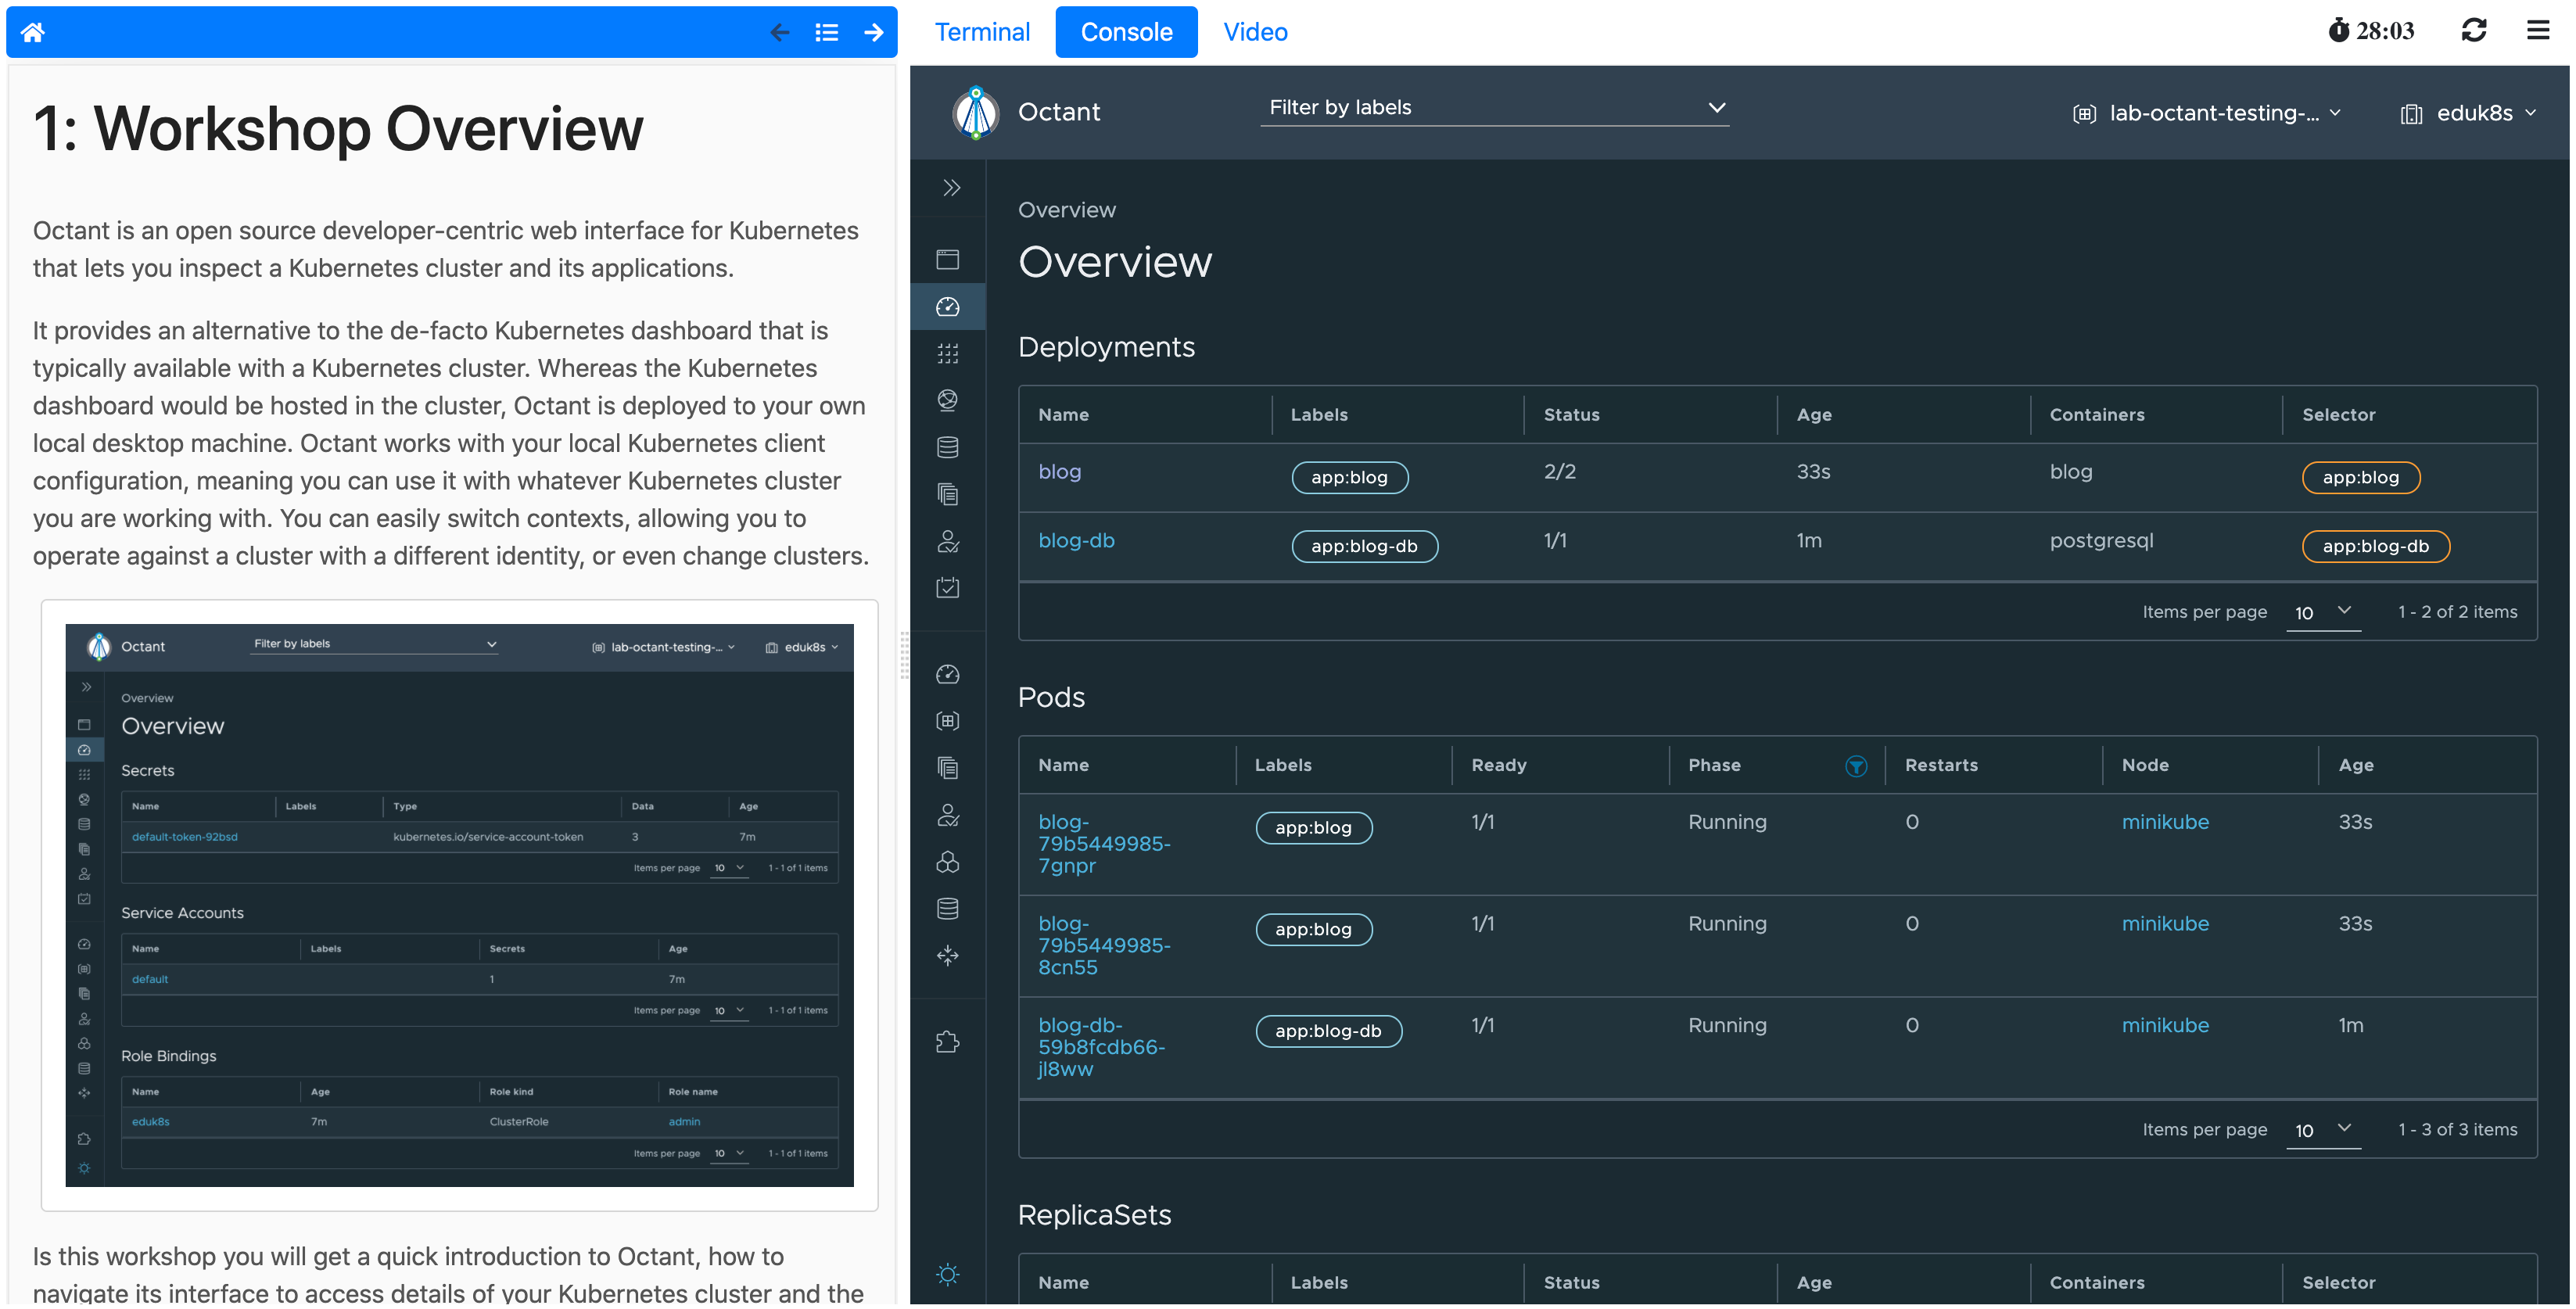 Terminal Console Video 28:03
1: Workshop Overview
Octant is an open source developer-centric web interface for Kubernetes
that lets you inspect a Kubernetes cluster and its applications.
It provides an alternative to the de-facto Kubernetes dashboard that is
typically available with a Kubernetes cluster. Whereas the Kubernetes
dashboard would be hosted in the cluster, Octant is deployed to your own
local desktop machine. Octant works with your local Kubernetes client
configuration, meaning you can use it with whatever Kubernetes cluster
you are working with. You can easily switch contexts, allowing you to
operate against a cluster with a different identity, or even change clusters.
Octant Filter by labels lab-octant-testing-... eduk8s
Overview
Overview
Secrets
Name Labels Type Data Age
default-token-92bsd kubernetes.io/service-account-token 3 7m
Items per page 10 1 - 1 of 1 items
Service Accounts
Name Labels Secrets Age
default 1 7m
Items per page 10 1 - 1 of 1 items
Role Bindings
Name Age Role kind Role name
eduk8s 7m ClusterRole admin
Items per page 10 1 - 1 of 1 items
Is this workshop you will get a quick introduction to Octant, how to
navigate its interface to access details of your Kubernetes cluster and the
Octant Filter by labels lab-octant-testing-... eduk8s
Overview
Overview
Deployments
Name Labels Status Age Containers Selector
blog app:blog 2/2 33s blog app:blog
blog-db app:blog-db 1/1 1m postgresql app:blog-db
Items per page 10 1 - 2 of 2 items
Pods
Name Labels Ready Phase Restarts Node Age
blog- app:blog 1/1 Running 0 minikube 33s
79b5449985-
7gnpr
blog- app:blog 1/1 Running 0 minikube 33s
79b5449985-
8cn55
blog-db- app:blog-db 1/1 Running 0 minikube 1m
59b8fcdb66-
jl8ww
Items per page 10 1 - 3 of 3 items
ReplicaSets
Name Labels Status Age Containers Selector